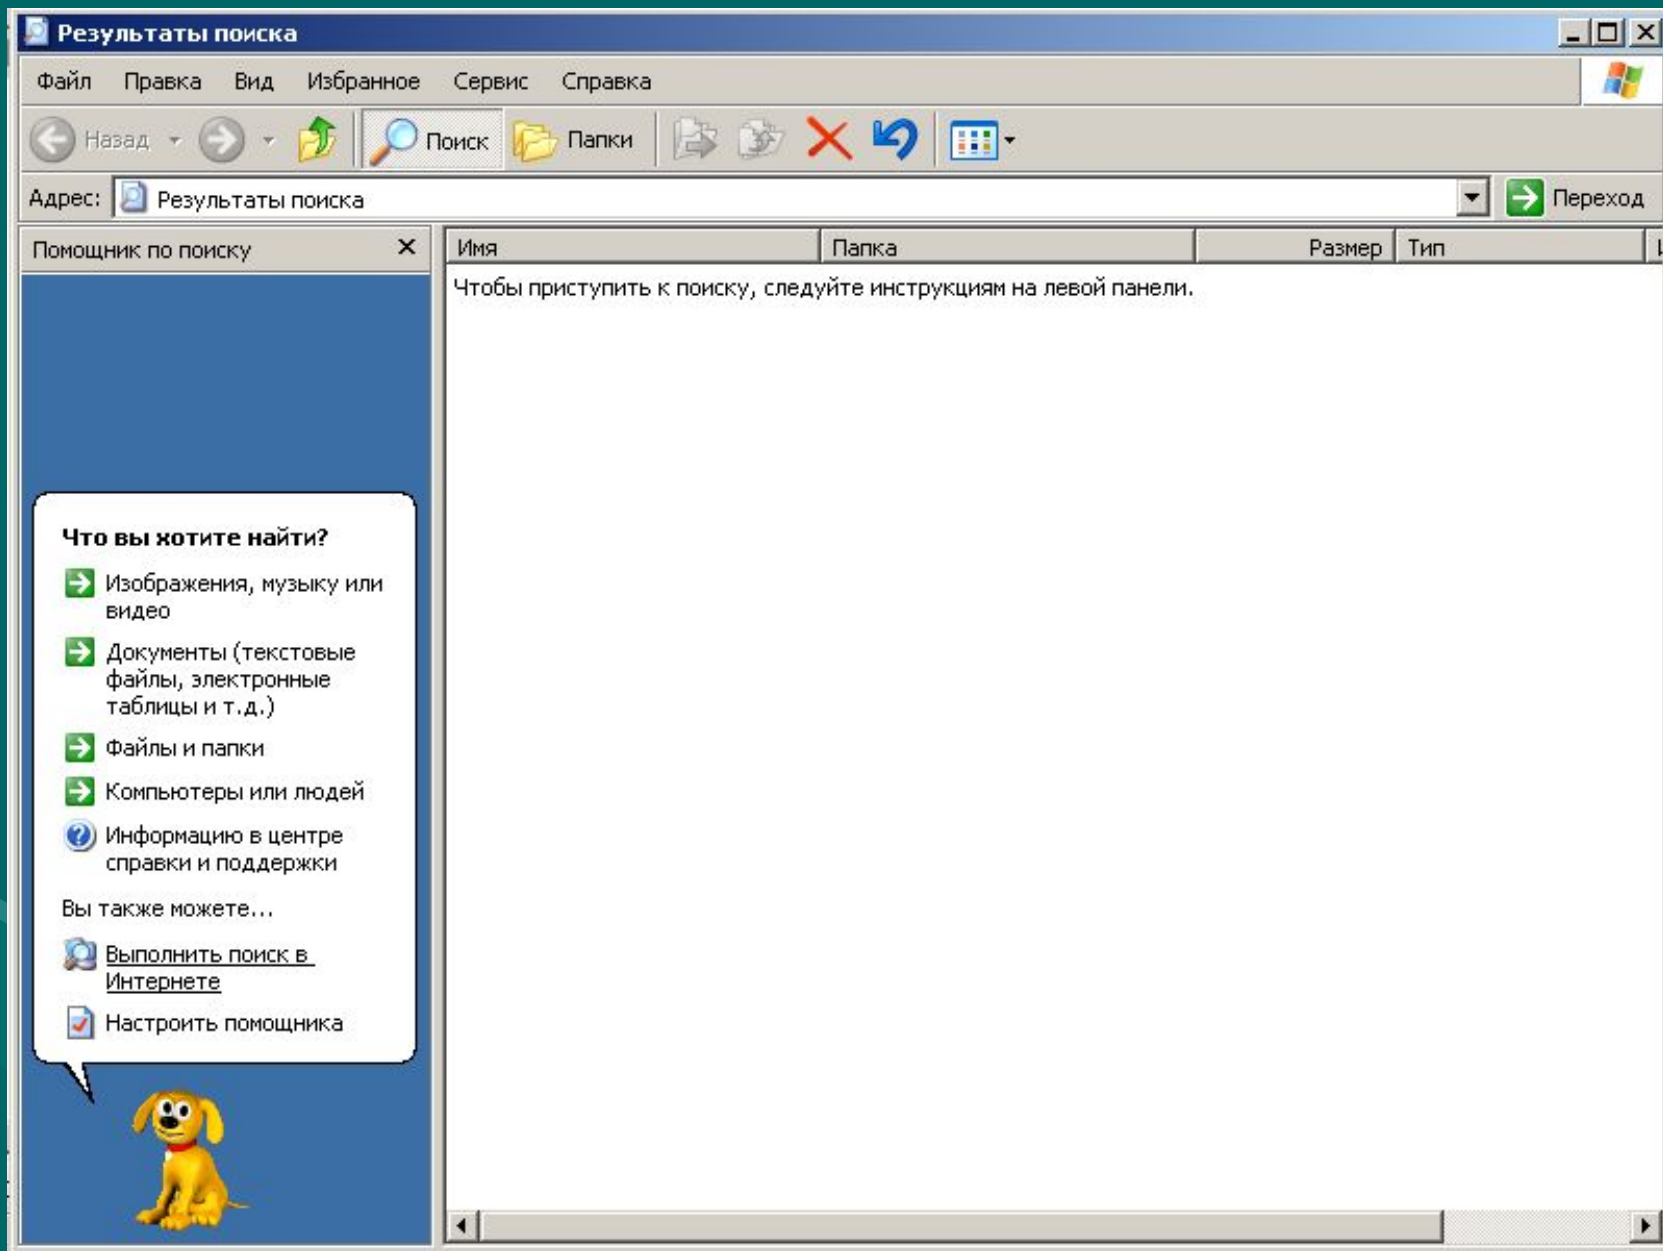 Результаты поиска
Файл Правка Вид Избранное Сервис Справка
Назад Поиск Папки
Адрес: Результаты поиска Переход
Помощник по поиску
Имя Папка Размер Тип
Чтобы приступить к поиску, следуйте инструкциям на левой панели.
Что вы хотите найти?
Изображения, музыку или
видео
Документы (текстовые
файлы, электронные
таблицы и т.д.)
Файлы и папки
Компьютеры или людей
Информацию в центре
справки и поддержки
Вы также можете...
Выполнить поиск в
Интернете
Настроить помощника